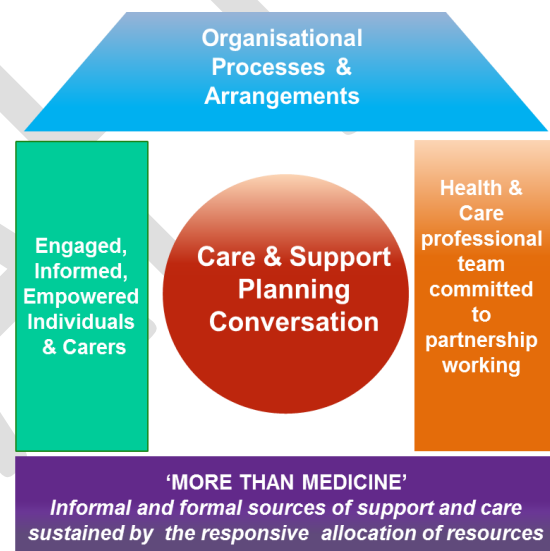 Organisational
Processes &
Arrangements
Engaged,
Informed,
Empowered
Individuals
& Carers
Care & Support
Planning
Conversation
Health &
Care
professional
team
committed
to
partnership
working
‘MORE THAN MEDICINE’
Informal and formal sources of support and care
sustained by the responsive allocation of resources